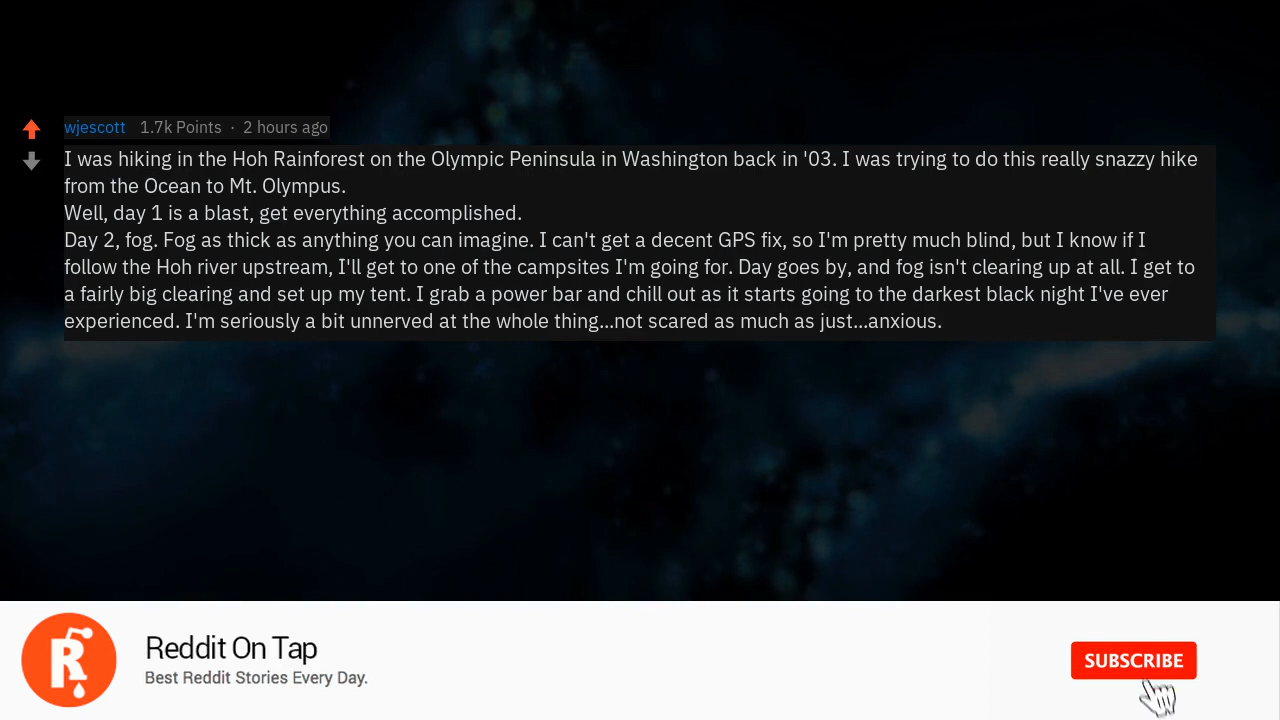 wjescott 1.7k Points · 2 hours ago
I was hiking in the Hoh Rainforest on the Olympic Peninsula in Washington back in '03. I was trying to do this really snazzy hike
from the Ocean to Mt. Olympus.
Well, day 1 is a blast, get everything accomplished.
Day 2, fog. Fog as thick as anything you can imagine. I can't get a decent GPS fix, so I'm pretty much blind, but I know if I
follow the Hoh river upstream, I'll get to one of the campsites I'm going for. Day goes by, and fog isn't clearing up at all. I get to
a fairly big clearing and set up my tent. I grab a power bar and chill out as it starts going to the darkest black night I've ever
experienced. I'm seriously a bit unnerved at the whole thing...not scared as much as just...anxious.
R
Reddit On Tap
Best Reddit Stories Every Day.
SUBSCRIBE